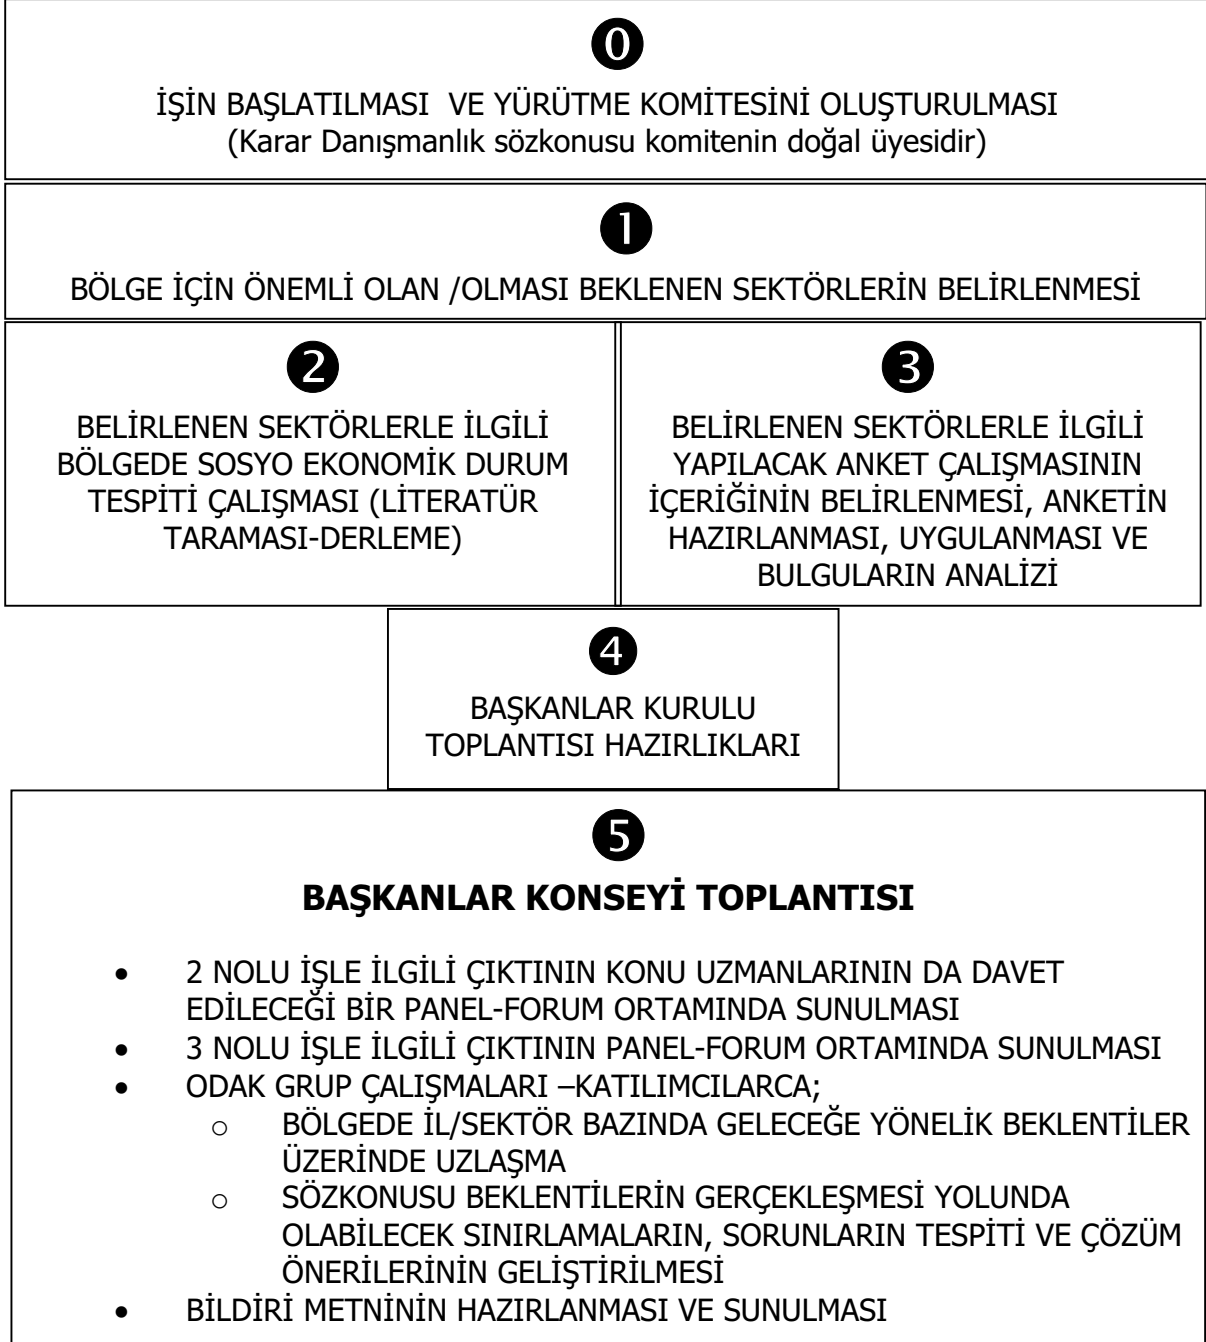 0
İŞİN BAŞLATILMASI VE YÜRÜTME KOMİTESİNİ OLUŞTURULMASI
(Karar Danışmanlık sözkonusu komitenin doğal üyesidir)
1
BÖLGE İÇİN ÖNEMLİ OLAN /OLMASI BEKLENEN SEKTÖRLERİN BELİRLENMESİ
2
BELİRLENEN SEKTÖRLERLE İLGİLİ
BÖLGEDE SOSYO EKONOMİK DURUM
TESPİTİ ÇALIŞMASI (LİTERATÜR
TARAMASI-DERLEME)
3
BELİRLENEN SEKTÖRLERLE İLGİLİ
YAPILACAK ANKET ÇALIŞMASININ
İÇERİĞİNİN BELİRLENMESİ, ANKETİN
HAZIRLANMASI, UYGULANMASI VE
BULGULARIN ANALİZİ
4
BAŞKANLAR KURULU
TOPLANTISI HAZIRLIKLARI
5
BAŞKANLAR KONSEYİ TOPLANTISI
• 2 NOLU İŞLE İLGİLİ ÇIKTININ KONU UZMANLARININ DA DAVET
EDİLECEĞİ BİR PANEL-FORUM ORTAMINDA SUNULMASI
• 3 NOLU İŞLE İLGİLİ ÇIKTININ PANEL-FORUM ORTAMINDA SUNULMASI
• ODAK GRUP ÇALIŞMALARI –KATILIMCILARCA;
o BÖLGEDE İL/SEKTÖR BAZINDA GELECEĞE YÖNELİK BEKLENTİLER
ÜZERİNDE UZLAŞMA
o SÖZKONUSU BEKLENTİLERİN GERÇEKLEŞMESİ YOLUNDA
OLABİLECEK SINIRLAMALARIN, SORUNLARIN TESPİTİ VE ÇÖZÜM
ÖNERİLERİNİN GELİŞTİRİLMESİ
• BİLDİRİ METNİNİN HAZIRLANMASI VE SUNULMASI